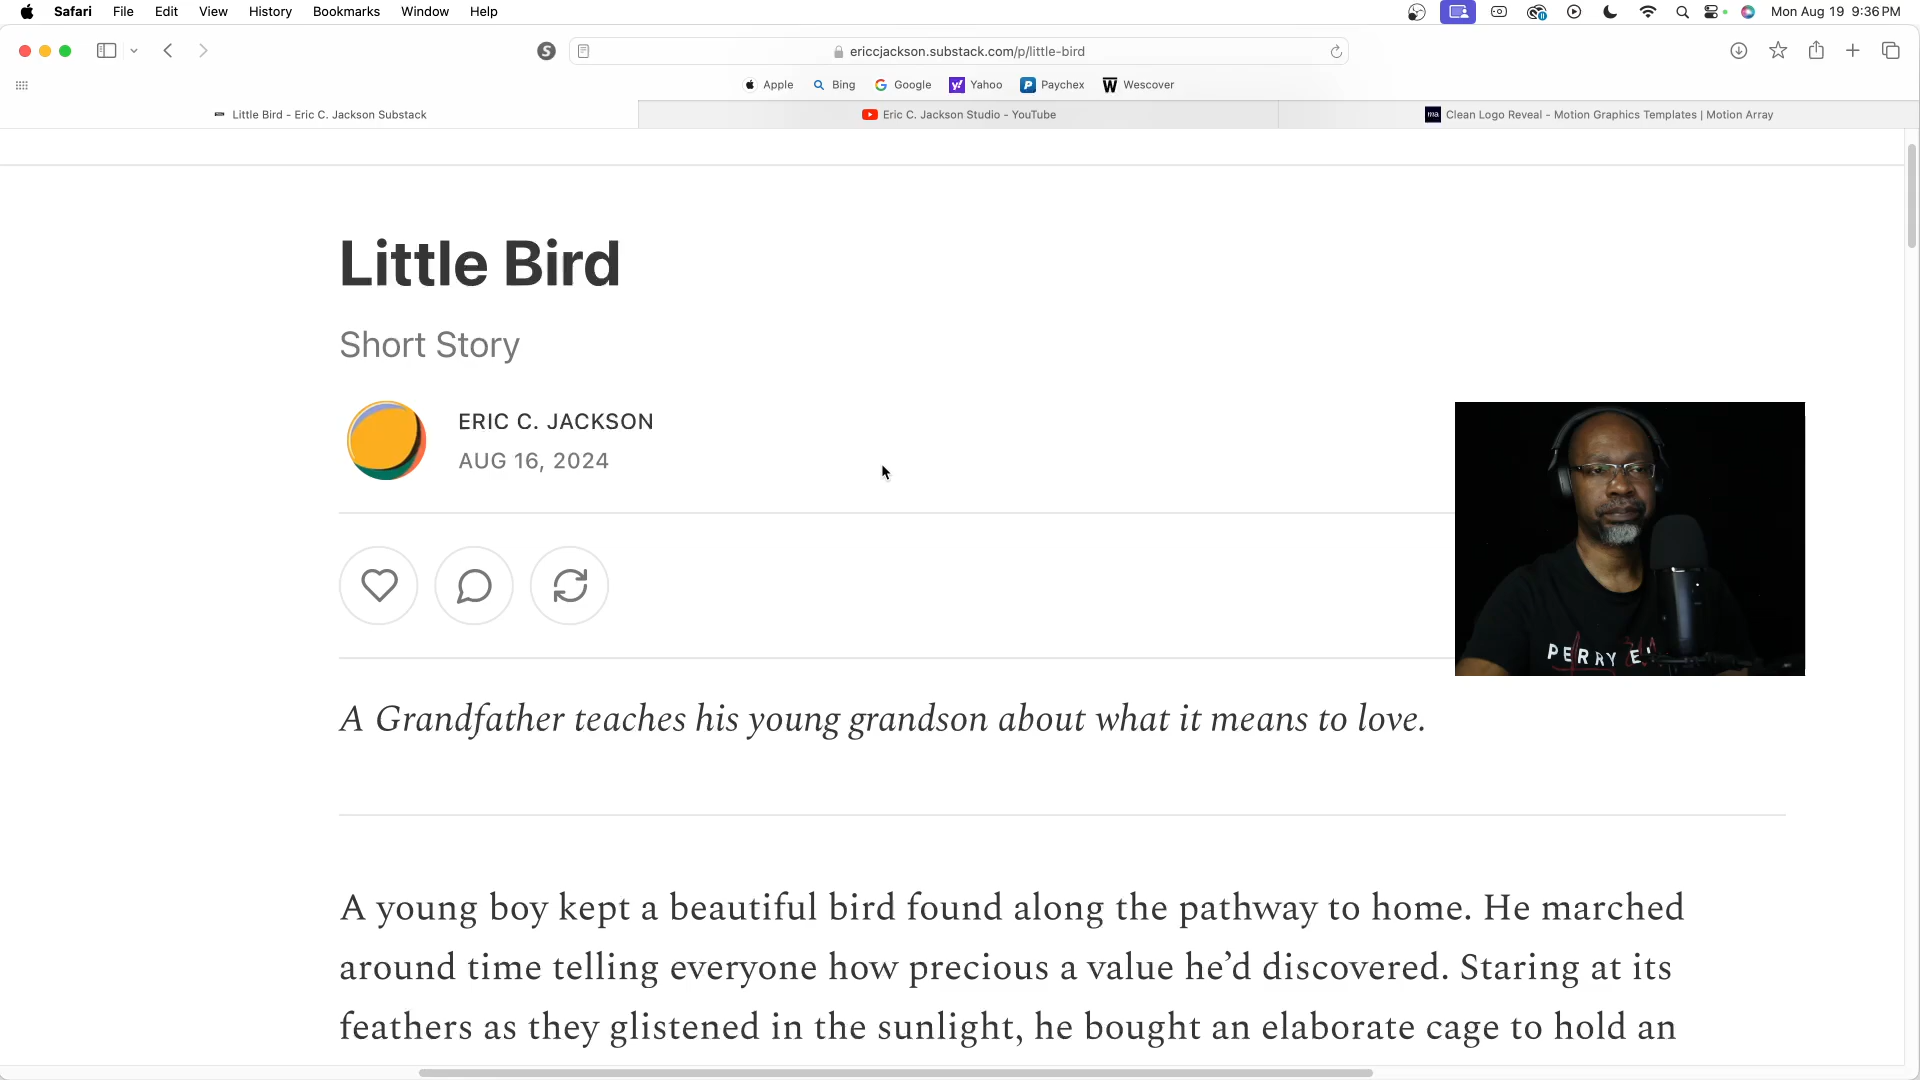 Safari File Edit View History Bookmarks Window Help Mon Aug 19 9:36 PM
ericcjackson.substack.com/p/little-bird
Apple Bing Google Yahoo Paychex Wescover
Little Bird - Eric C. Jackson Substack
Eric C. Jackson Studio - YouTube
ma Clean Logo Reveal - Motion Graphics Templates | Motion Array
Little Bird
Short Story
ERIC C. JACKSON
AUG 16, 2024
A Grandfather teaches his young grandson about what it means to love.
A young boy kept a beautiful bird found along the pathway to home. He marched
around time telling everyone how precious a value he’d discovered. Staring at its
feathers as they glistened in the sunlight, he bought an elaborate cage to hold an
PERRY